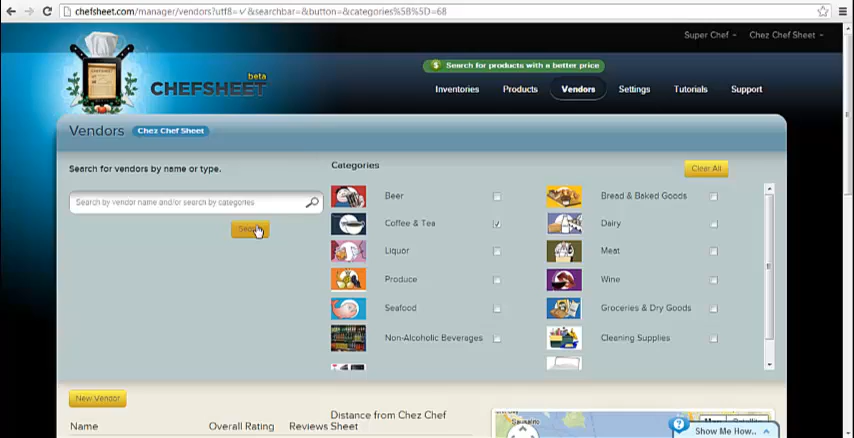 chefsheet.com/manager/vendors?utf8=✓&searchbar=&button=&categories%5B%5D=68
Super Chef
Chez Chef Sheet
CHEFSHEET
beta
$ Search for products with a better price
Inventories
Products
Vendors
Settings
Tutorials
Support
Vendors
Chez Chef Sheet
Search for vendors by name or type.
Search by vendor name and/or search by categories
Search
Categories
Clear All
Beer
Bread & Baked Goods
Coffee & Tea
Dairy
Liquor
Meat
Produce
Wine
Seafood
Groceries & Dry Goods
Non-Alcoholic Beverages
Cleaning Supplies
New Vendor
Name
Overall Rating
Reviews
Distance from Chez Chef
Sheet
Sausalito
Map
Show Me How..